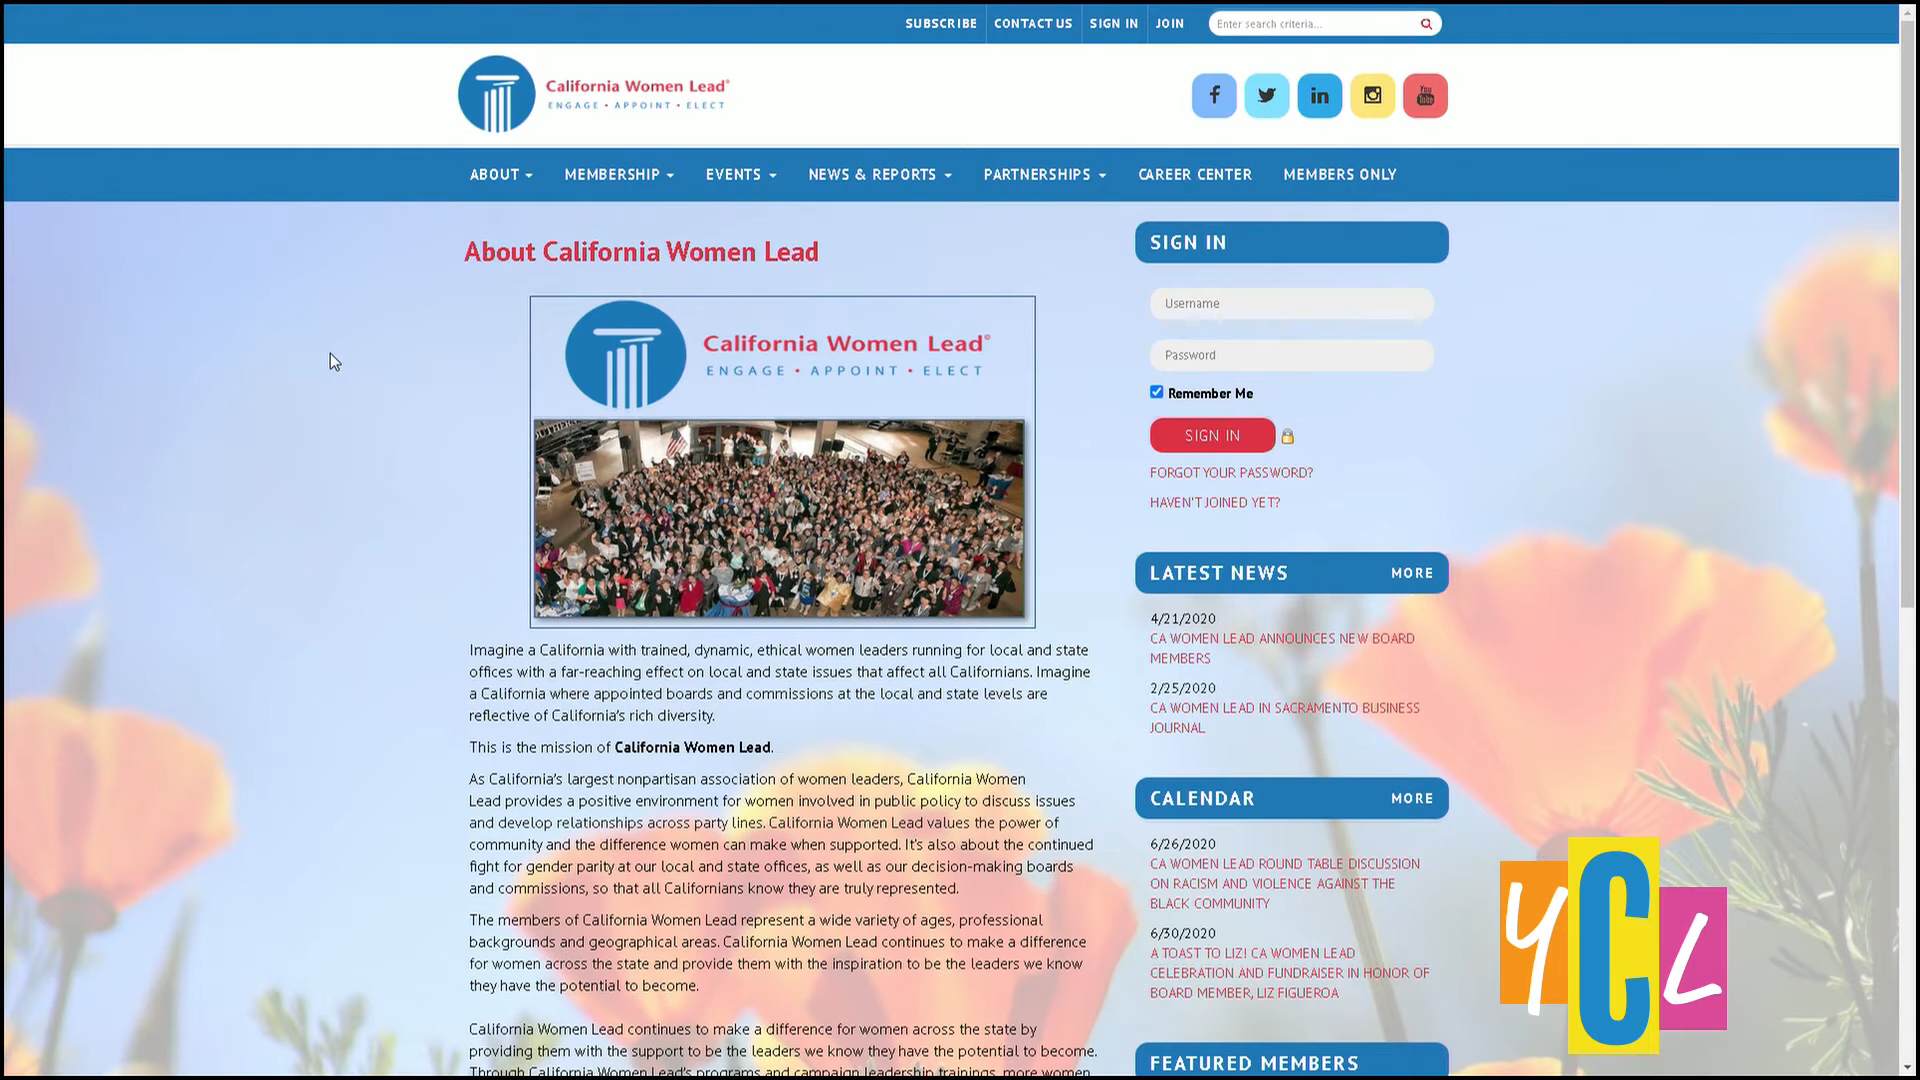 SUBSCRIBE CONTACT US SIGN IN JOIN Enter search criteria...
California Women Lead®
ENGAGE • APPOINT • ELECT
You
Tube
ABOUT MEMBERSHIP EVENTS NEWS & REPORTS PARTNERSHIPS CAREER CENTER MEMBERS ONLY
About California Women Lead
California Women Lead®
ENGAGE • APPOINT • ELECT
Imagine a California with trained, dynamic, ethical women leaders running for local and state
offices with a far-reaching effect on local and state issues that affect all Californians. Imagine
a California where appointed boards and commissions at the local and state levels are
reflective of California's rich diversity.
This is the mission of California Women Lead.
As California's largest nonpartisan association of women leaders, California Women
Lead provides a positive environment for women involved in public policy to discuss issues
and develop relationships across party lines. California Women Lead values the power of
community and the difference women can make when supported. It's also about the continued
fight for gender parity at our local and state offices, as well as our decision-making boards
and commissions, so that all Californians know they are truly represented.
The members of California Women Lead represent a wide variety of ages, professional
backgrounds and geographical areas. California Women Lead continues to make a difference
for women across the state and provide them with the inspiration to be the leaders we know
they have the potential to become.
California Women Lead continues to make a difference for women across the state by
providing them with the support to be the leaders we know they have the potential to become.
Through California Women Lead's programs and campaign leadership trainings, more women
SIGN IN
Username
Password
Remember Me
SIGN IN
FORGOT YOUR PASSWORD?
HAVEN'T JOINED YET?
LATEST NEWS MORE
4/21/2020
CA WOMEN LEAD ANNOUNCES NEW BOARD
MEMBERS
2/25/2020
CA WOMEN LEAD IN SACRAMENTO BUSINESS
JOURNAL
CALENDAR MORE
6/26/2020
CA WOMEN LEAD ROUND TABLE DISCUSSION
ON RACISM AND VIOLENCE AGAINST THE
BLACK COMMUNITY
6/30/2020
A TOAST TO LIZ! CA WOMEN LEAD
CELEBRATION AND FUNDRAISER IN HONOR OF
BOARD MEMBER, LIZ FIGUEROA
FEATURED MEMBERS
YCL